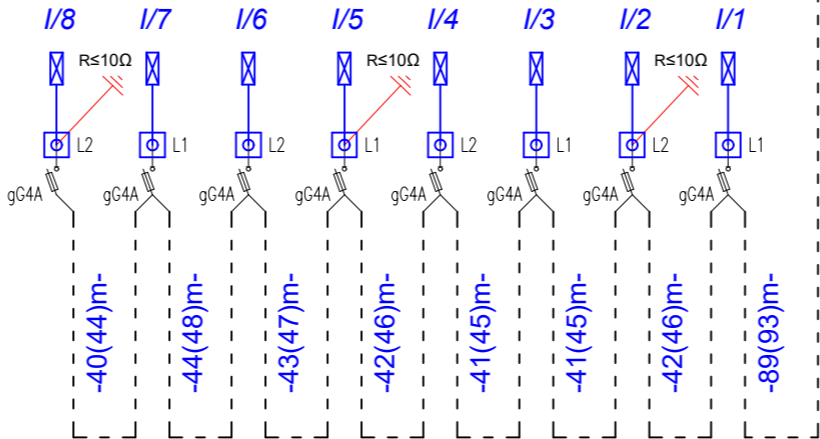 I/8 I/7 I/6 I/5 I/4 I/3 I/2 I/1
R≤10Ω R≤10Ω R≤10Ω
L2 L1 L2 L1 L2 L1 L2 L1
gG4A gG4A gG4A gG4A gG4A gG4A gG4A gG4A
-40(44)m- -44(48)m- -43(47)m- -42(46)m- -41(45)m- -41(45)m- -42(46)m- -89(93)m-